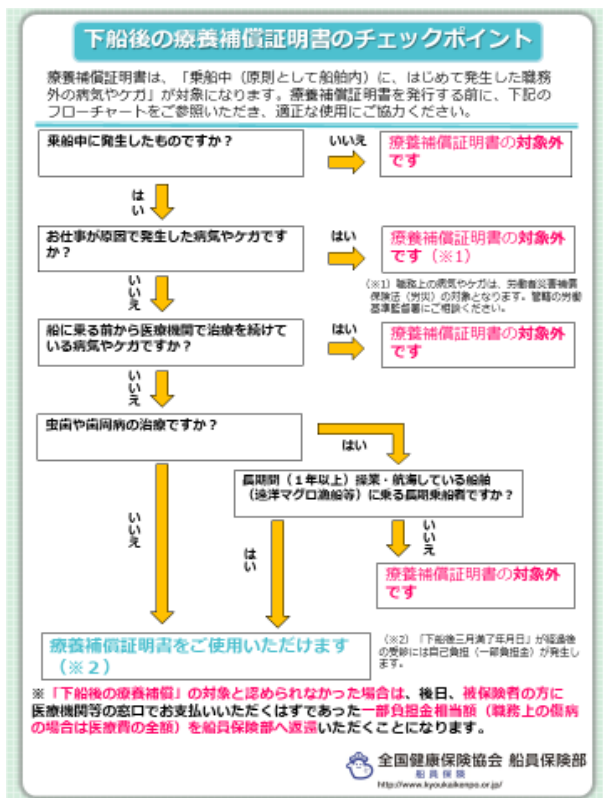 下船後の療養補償証明書のチェックポイント
療養補償証明書は、「乗船中（原則として船舶内）に、はじめて発生した職務
外の病気やケガ」が対象になります。療養補償証明書を発行する前に、下記の
フローチャートをご参照いただき、適正な使用にご協力ください。
乗船中に発生したものですか？
いいえ
療養補償証明書の対象外
です
はい
お仕事が原因で発生した病気やケガです
か？
はい
療養補償証明書の対象外
です（※1）
（※1）職務上の病気やケガは、労働者災害補償
保険法（労災）の対象となります。管轄の労働
基準監督署にご相談ください。
いいえ
船に乗る前から医療機関で治療を続けて
いる病気やケガですか？
はい
療養補償証明書の対象外
です
いいえ
虫歯や歯周病の治療ですか？
はい
長期間（１年以上）操業・航海している船舶
（遠洋マグロ漁船等）に乗る長期乗船者ですか？
いいえ
はい
いいえ
療養補償証明書の対象外
です
療養補償証明書をご使用いただけます
（※２）
（※2）「下船後三月満了年月日」が経過後
の受診には自己負担（一部負担金）が発生し
ます。
※「下船後の療養補償」の対象と認められなかった場合は、後日、被保険者の方に
医療機関等の窓口でお支払いいただくはずであった一部負担金相当額（職務上の傷病
の場合は医療費の全額）を船員保険部へ返還いただくことになります。
全国健康保険協会 船員保険部
船員保険
http://www.kyoukaikenpo.or.jp/